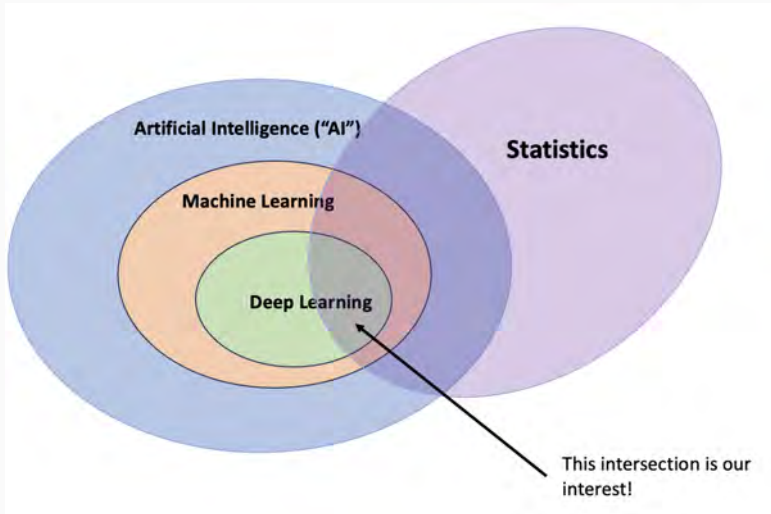 Artificial Intelligence (“AI”)
Statistics
Machine Learning
Deep Learning
This intersection is our
interest!